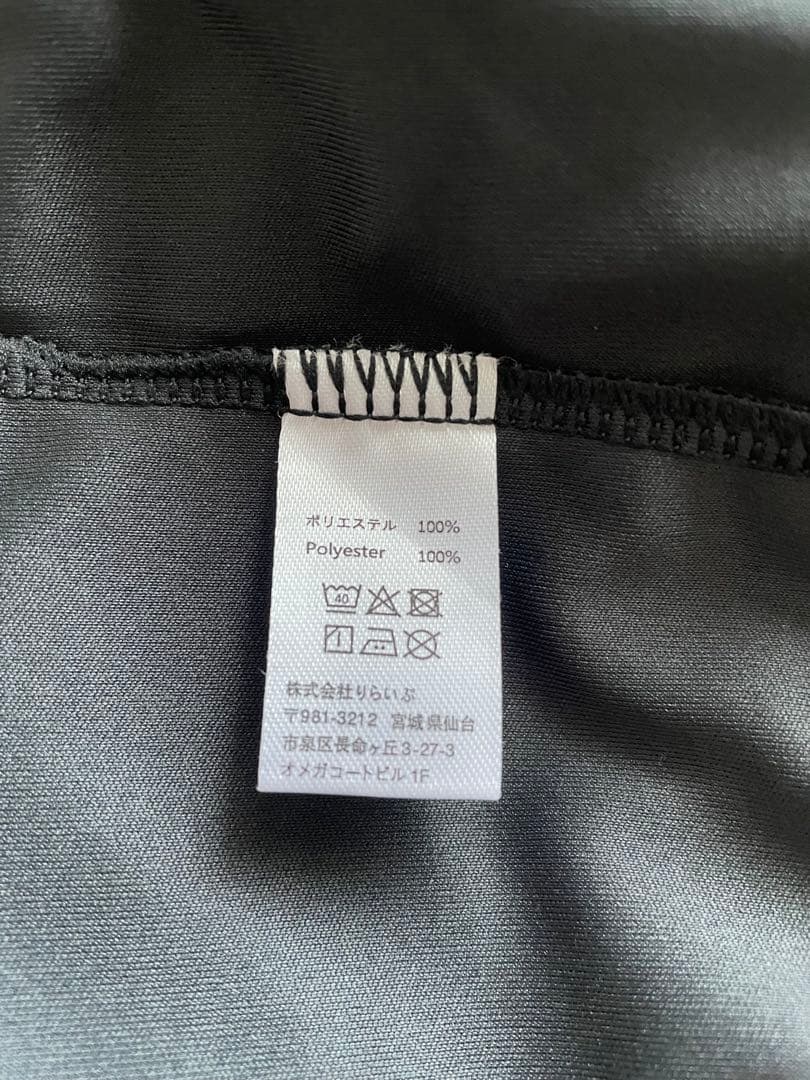 ポリエステル 100%
Polyester 100%
40
株式会社りらいぶ
〒981-3212 宮城県仙台
市泉区長命ヶ丘3-27-3
オメガコートビル 1F